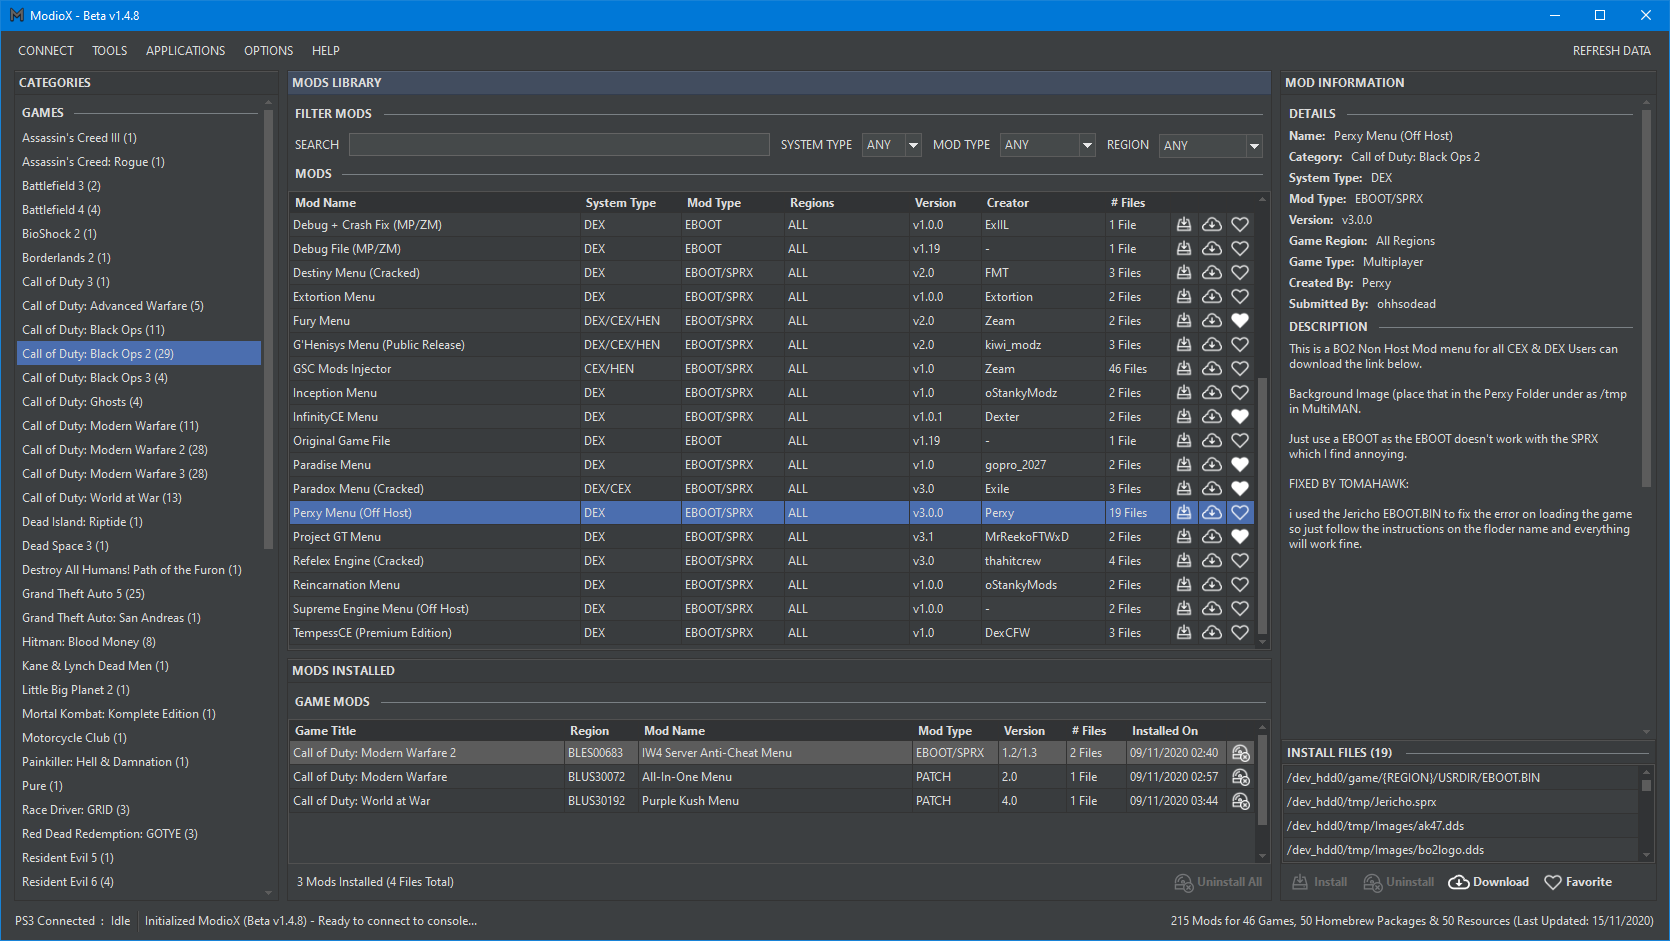 ModioX - Beta v1.4.8
CONNECT TOOLS APPLICATIONS OPTIONS HELP REFRESH DATA
CATEGORIES
GAMES
Assassin's Creed III (1)
Assassin's Creed: Rogue (1)
Battlefield 3 (2)
Battlefield 4 (4)
BioShock 2 (1)
Borderlands 2 (1)
Call of Duty 3 (1)
Call of Duty: Advanced Warfare (5)
Call of Duty: Black Ops (11)
Call of Duty: Black Ops 2 (29)
Call of Duty: Black Ops 3 (4)
Call of Duty: Ghosts (4)
Call of Duty: Modern Warfare (11)
Call of Duty: Modern Warfare 2 (28)
Call of Duty: Modern Warfare 3 (28)
Call of Duty: World at War (13)
Dead Island: Riptide (1)
Dead Space 3 (1)
Destroy All Humans! Path of the Furon (1)
Grand Theft Auto 5 (25)
Grand Theft Auto: San Andreas (1)
Hitman: Blood Money (8)
Kane & Lynch Dead Men (1)
Little Big Planet 2 (1)
Mortal Kombat: Komplete Edition (1)
Motorcycle Club (1)
Painkiller: Hell & Damnation (1)
Pure (1)
Race Driver: GRID (3)
Red Dead Redemption: GOTYE (3)
Resident Evil 5 (1)
Resident Evil 6 (4)
MODS LIBRARY
FILTER MODS
SEARCH SYSTEM TYPE ANY MOD TYPE ANY REGION ANY
MODS
Mod Name System Type Mod Type Regions Version Creator # Files
Debug + Crash Fix (MP/ZM) DEX EBOOT ALL v1.0.0 ExIIL 1 File
Debug File (MP/ZM) DEX EBOOT ALL v1.19 - 1 File
Destiny Menu (Cracked) DEX EBOOT/SPRX ALL v2.0 FMT 3 Files
Extortion Menu DEX EBOOT/SPRX ALL v1.0.0 Extortion 2 Files
Fury Menu DEX/CEX/HEN EBOOT/SPRX ALL v2.0 Zeam 2 Files
G'Henisys Menu (Public Release) DEX/CEX/HEN EBOOT/SPRX ALL v2.0 kiwi_modz 3 Files
GSC Mods Injector CEX/HEN EBOOT/SPRX ALL v1.0 Zeam 46 Files
Inception Menu DEX EBOOT/SPRX ALL v1.0 oStankyModz 2 Files
InfinityCE Menu DEX EBOOT/SPRX ALL v1.0.1 Dexter 2 Files
Original Game File DEX EBOOT ALL v1.19 - 1 File
Paradise Menu DEX EBOOT/SPRX ALL v1.0 gopro_2027 2 Files
Paradox Menu (Cracked) DEX/CEX EBOOT/SPRX ALL v3.0 Exile 3 Files
Perxy Menu (Off Host) DEX EBOOT/SPRX ALL v3.0.0 Perxy 19 Files
Project GT Menu DEX EBOOT/SPRX ALL v3.1 MrReekoFTWxD 2 Files
Refelex Engine (Cracked) DEX EBOOT/SPRX ALL v3.0 thahitcrew 4 Files
Reincarnation Menu DEX EBOOT/SPRX ALL v1.0.0 oStankyMods 2 Files
Supreme Engine Menu (Off Host) DEX EBOOT/SPRX ALL v1.0.0 - 2 Files
TempessCE (Premium Edition) DEX EBOOT/SPRX ALL v1.0 DexCFW 3 Files
MODS INSTALLED
GAME MODS
Game Title Region Mod Name Mod Type Version # Files Installed On
Call of Duty: Modern Warfare 2 BLES00683 IW4 Server Anti-Cheat Menu EBOOT/SPRX 1.2/1.3 2 Files 09/11/2020 02:40
Call of Duty: Modern Warfare BLUS30072 All-In-One Menu PATCH 2.0 1 File 09/11/2020 02:57
Call of Duty: World at War BLUS30192 Purple Kush Menu PATCH 4.0 1 File 09/11/2020 03:44
3 Mods Installed (4 Files Total) Uninstall All
MOD INFORMATION
DETAILS
Name: Perxy Menu (Off Host)
Category: Call of Duty: Black Ops 2
System Type: DEX
Mod Type: EBOOT/SPRX
Version: v3.0.0
Game Region: All Regions
Game Type: Multiplayer
Created By: Perxy
Submitted By: ohhsodead
DESCRIPTION
This is a BO2 Non Host Mod menu for all CEX & DEX Users can
download the link below.
Background Image (place that in the Perxy Folder under as /tmp
in MultiMAN.
Just use a EBOOT as the EBOOT doesn't work with the SPRX
which I find annoying.
FIXED BY TOMAHAWK:
i used the Jericho EBOOT.BIN to fix the error on loading the game
so just follow the instructions on the floder name and everything
will work fine.
INSTALL FILES (19)
/dev_hdd0/game/{REGION}/USRDIR/EBOOT.BIN
/dev_hdd0/tmp/Jericho.sprx
/dev_hdd0/tmp/Images/ak47.dds
/dev_hdd0/tmp/Images/bo2logo.dds
Install Uninstall Download Favorite
PS3 Connected : Idle Initialized ModioX (Beta v1.4.8) - Ready to connect to console... 215 Mods for 46 Games, 50 Homebrew Packages & 50 Resources (Last Updated: 15/11/2020)